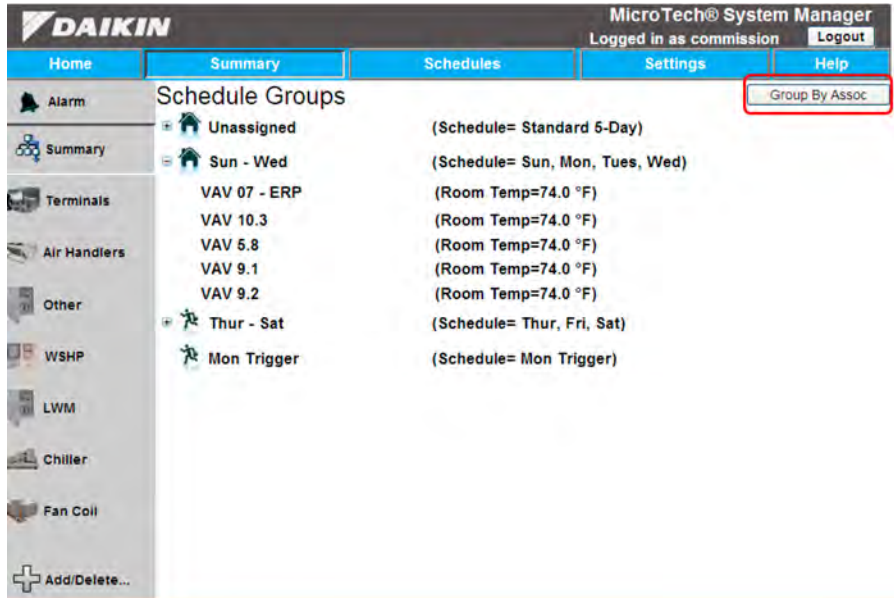 DAIKIN
MicroTech® System Manager
Logged in as commission Logout
Home Summary Schedules Settings Help
Alarm
Summary
Terminals
Air Handlers
Other
WSHP
LWM
Chiller
Fan Coil
Add/Delete...
Schedule Groups
Group By Assoc
Unassigned (Schedule= Standard 5-Day)
Sun - Wed (Schedule= Sun, Mon, Tues, Wed)
VAV 07 - ERP (Room Temp=74.0 °F)
VAV 10.3 (Room Temp=74.0 °F)
VAV 5.8 (Room Temp=74.0 °F)
VAV 9.1 (Room Temp=74.0 °F)
VAV 9.2 (Room Temp=74.0 °F)
Thur - Sat (Schedule= Thur, Fri, Sat)
Mon Trigger (Schedule= Mon Trigger)